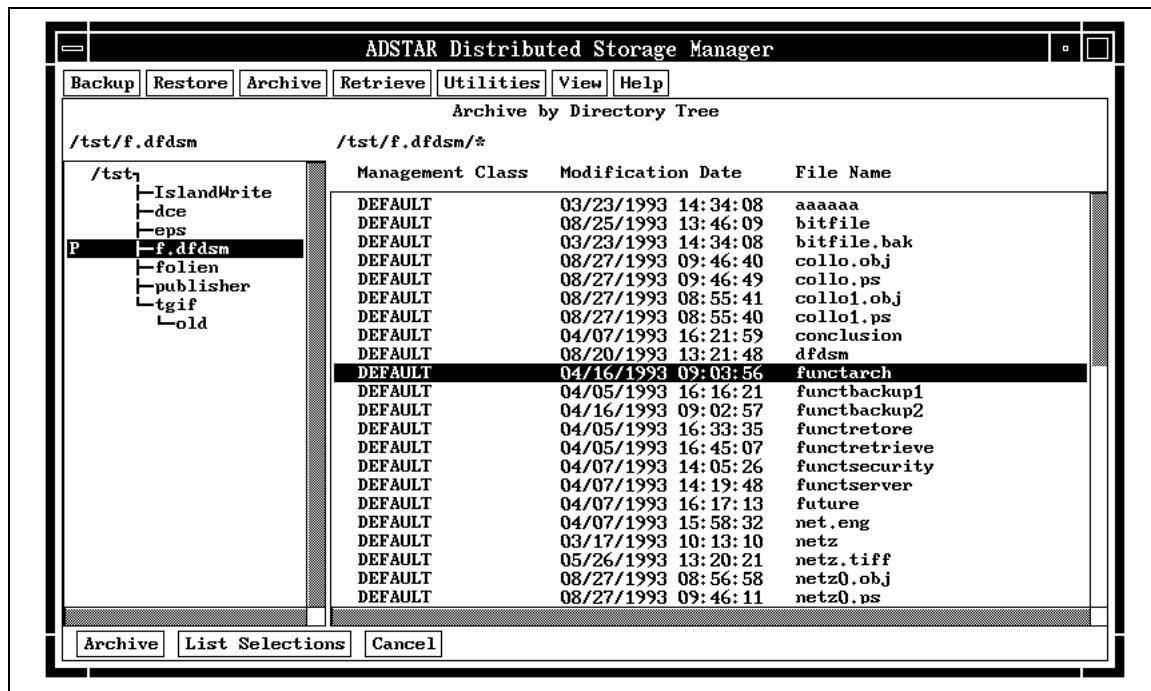 ADSTAR Distributed Storage Manager
Backup Restore Archive Retrieve Utilities View Help
Archive by Directory Tree
/tst/f.dfdsm /tst/f.dfdsm/*
Management Class Modification Date File Name
/tst
IslandWrite
dce
eps
P f.dfdsm
folien
publisher
tgif
old
DEFAULT 03/23/1993 14:34:08 aaaaaa
DEFAULT 08/25/1993 13:46:09 bitfile
DEFAULT 03/23/1993 14:34:08 bitfile.bak
DEFAULT 08/27/1993 09:46:40 collo.obj
DEFAULT 08/27/1993 09:46:49 collo.ps
DEFAULT 08/27/1993 08:55:41 collo1.obj
DEFAULT 08/27/1993 08:55:40 collo1.ps
DEFAULT 04/07/1993 16:21:59 conclusion
DEFAULT 08/20/1993 13:21:48 dfdsm
DEFAULT 04/16/1993 09:03:56 functarch
DEFAULT 04/05/1993 16:16:21 functbackup1
DEFAULT 04/16/1993 09:02:57 functbackup2
DEFAULT 04/05/1993 16:33:35 functretore
DEFAULT 04/05/1993 16:45:07 functretrieve
DEFAULT 04/07/1993 14:05:26 functsecurity
DEFAULT 04/07/1993 14:19:48 functserver
DEFAULT 04/07/1993 16:17:13 future
DEFAULT 04/07/1993 15:58:32 net.eng
DEFAULT 03/17/1993 10:13:10 netz
DEFAULT 05/26/1993 13:20:21 netz.tiff
DEFAULT 08/27/1993 08:56:58 netz0.obj
DEFAULT 08/27/1993 09:46:11 netz0.ps
Archive List Selections Cancel